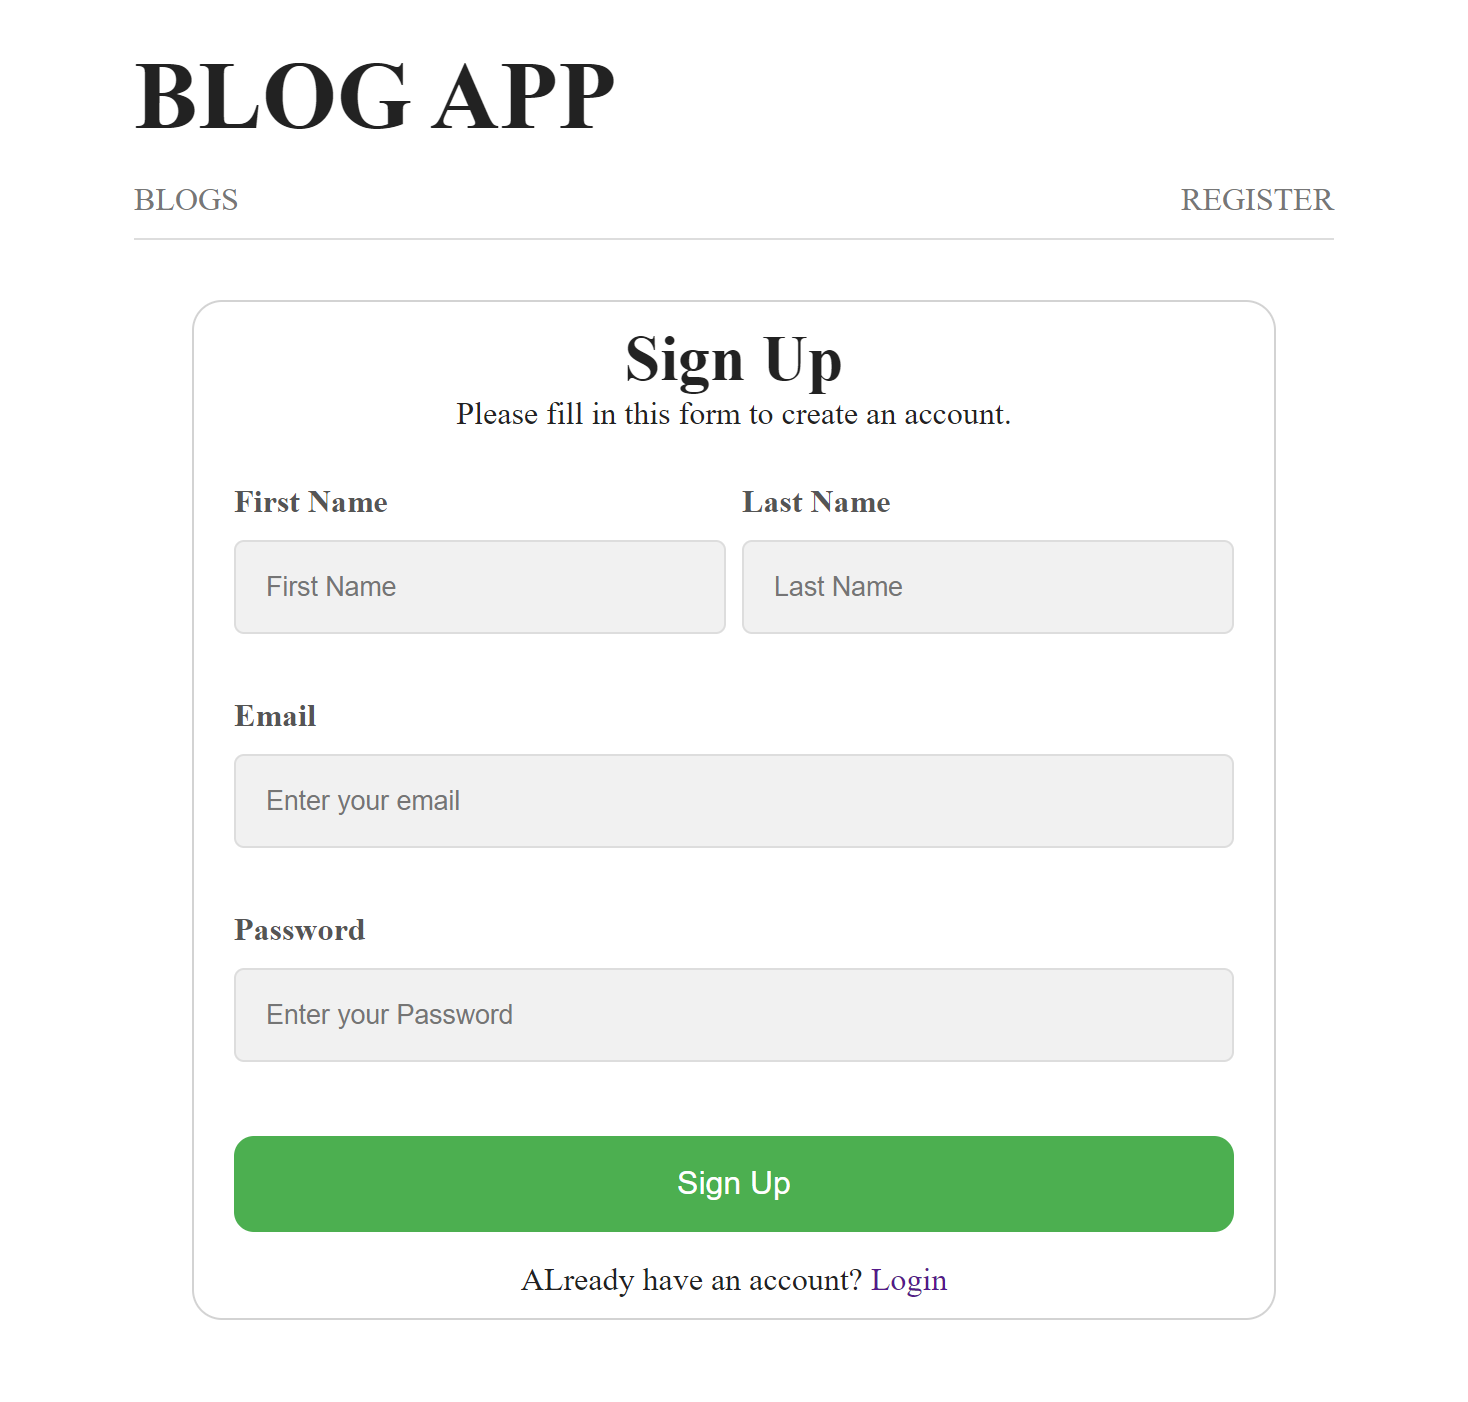 BLOG APP
BLOGS REGISTER
Sign Up
Please fill in this form to create an account.
First Name Last Name
First Name Last Name
Email
Enter your email
Password
Enter your Password
Sign Up
ALready have an account? Login